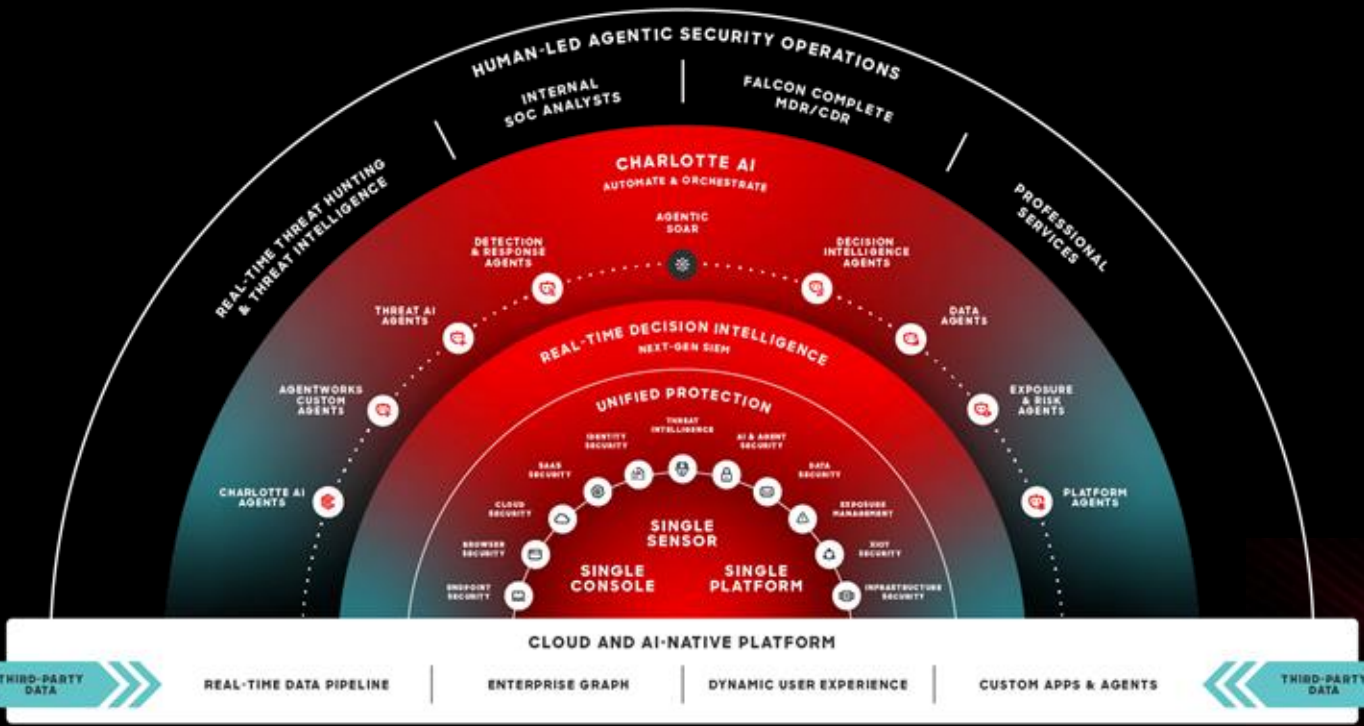 HUMAN-LED AGENTIC SECURITY OPERATIONS
REAL-TIME THREAT HUNTING
& THREAT INTELLIGENCE
INTERNAL
SOC ANALYSTS
FALCON COMPLETE
MDR/CDR
PROFESSIONAL
SERVICES
CHARLOTTE AI
AUTOMATE & ORCHESTRATE
AGENTIC
SOAR
CHARLOTTE AI
AGENTS
AGENTWORKS
CUSTOM
AGENTS
THREAT AI
AGENTS
DETECTION
& RESPONSE
AGENTS
DECISION
INTELLIGENCE
AGENTS
DATA
AGENTS
EXPOSURE
& RISK
AGENTS
PLATFORM
AGENTS
REAL-TIME DECISION INTELLIGENCE
NEXT-GEN SIEM
UNIFIED PROTECTION
ENDPOINT
SECURITY
BROWSER
SECURITY
CLOUD
SECURITY
SAAS
SECURITY
IDENTITY
SECURITY
THREAT
INTELLIGENCE
AI & AGENT
SECURITY
DATA
SECURITY
EXPOSURE
MANAGEMENT
XIOT
SECURITY
INFRASTRUCTURE
SECURITY
SINGLE
SENSOR
SINGLE
CONSOLE
SINGLE
PLATFORM
CLOUD AND AI-NATIVE PLATFORM
THIRD-PARTY
DATA
REAL-TIME DATA PIPELINE
ENTERPRISE GRAPH
DYNAMIC USER EXPERIENCE
CUSTOM APPS & AGENTS
THIRD-PARTY
DATA